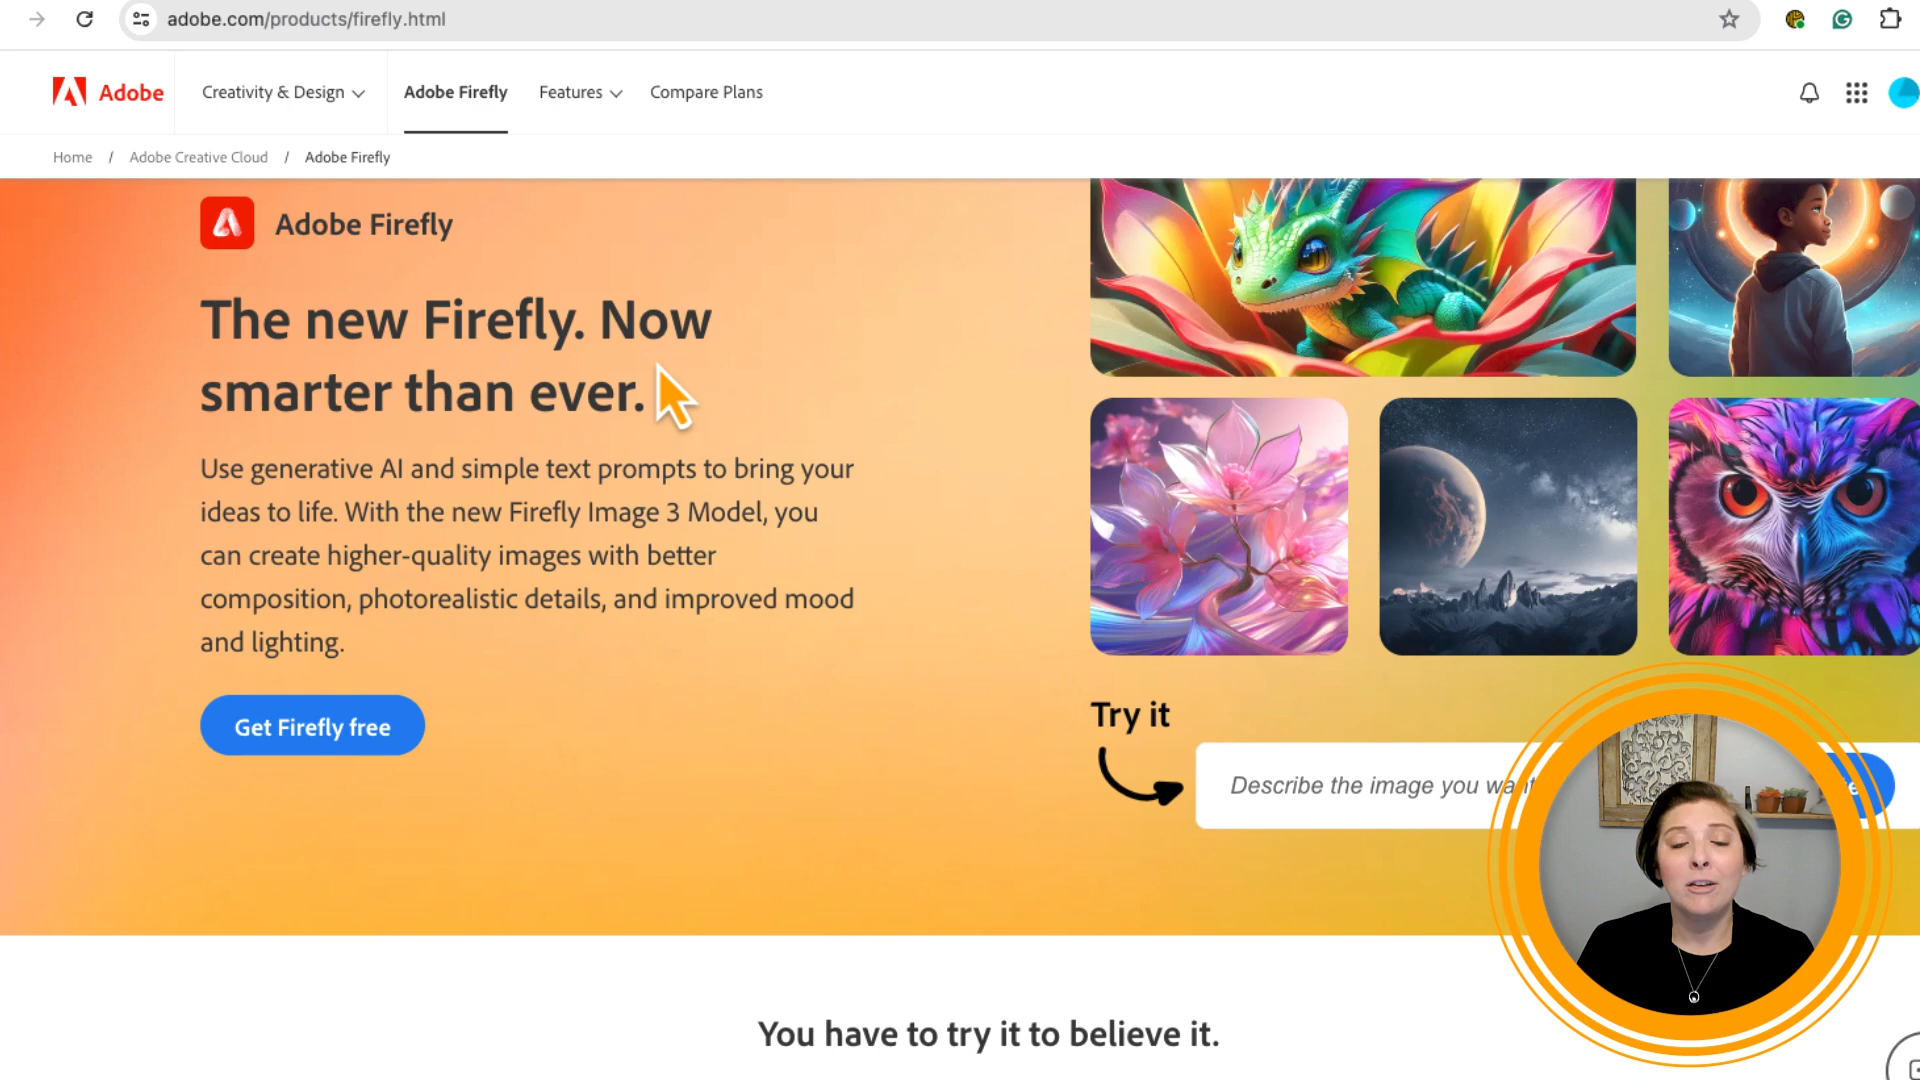 adobe.com/products/firefly.html
Adobe
Creativity & Design
Adobe Firefly
Features
Compare Plans
Home / Adobe Creative Cloud / Adobe Firefly
Adobe Firefly
The new Firefly. Now
smarter than ever.
Use generative AI and simple text prompts to bring your
ideas to life. With the new Firefly Image 3 Model, you
can create higher-quality images with better
composition, photorealistic details, and improved mood
and lighting.
Get Firefly free
Try it
Describe the image you want
You have to try it to believe it.